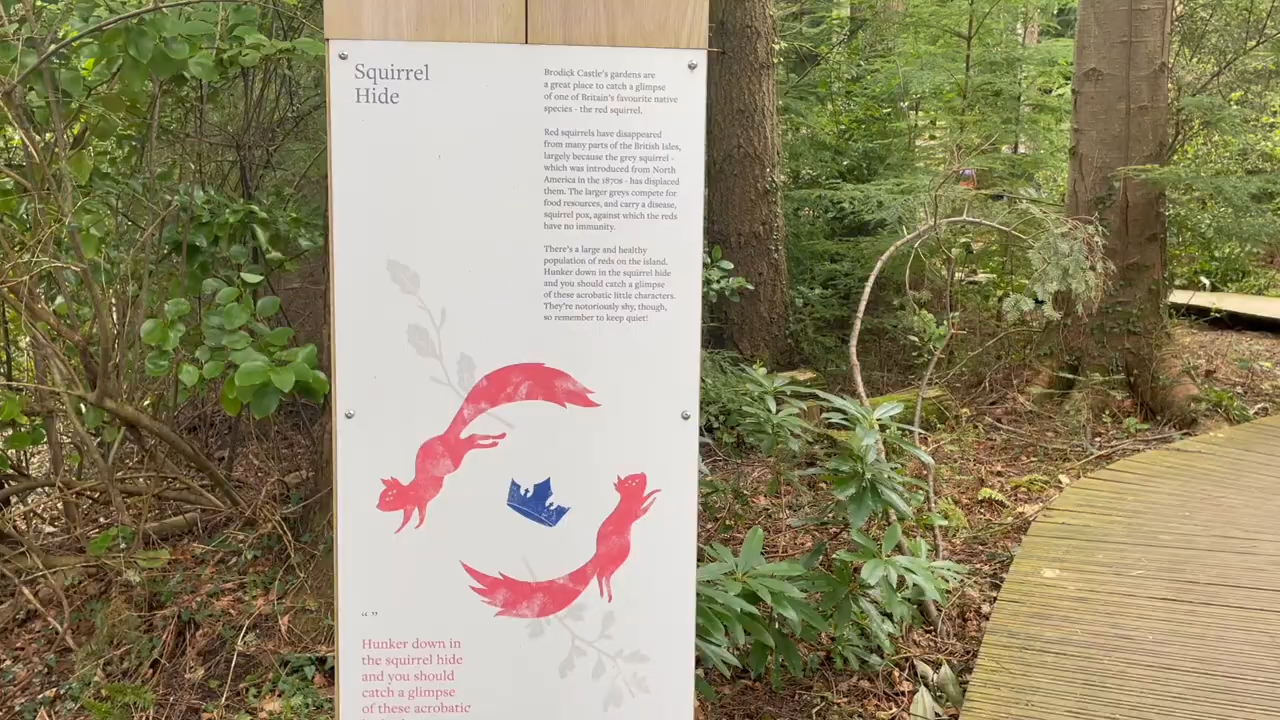 Squirrel
Hide
Brodick Castle's gardens are
a great place to catch a glimpse
of one of Britain's favourite native
species - the red squirrel.
Red squirrels have disappeared
from many parts of the British Isles,
largely because the grey squirrel -
which was introduced from North
America in the 1870s - has displaced
them. The larger greys compete for
food resources, and carry a disease,
squirrel pox, against which the reds
have no immunity.
There's a large and healthy
population of reds on the island.
Hunker down in the squirrel hide
and you should catch a glimpse
of these acrobatic little characters.
They're notoriously shy, though,
so remember to keep quiet!
“ ”
Hunker down in
the squirrel hide
and you should
catch a glimpse
of these acrobatic